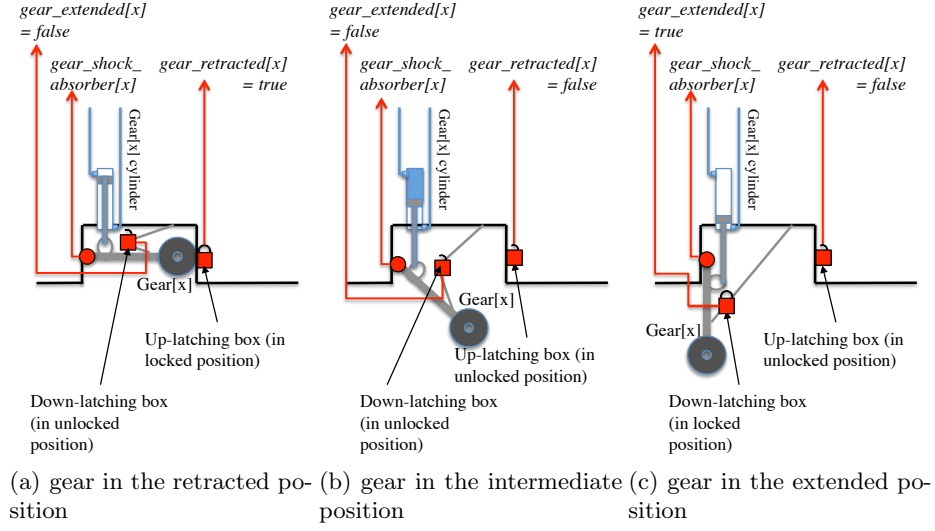 gear_extended[x]
= false
gear_shock_
absorber[x]
gear_retracted[x]
= true
Gear[x] cylinder
Gear[x]
Up-latching box (in
locked position)
Down-latching box
(in unlocked
position)
(a) gear in the retracted po-
sition
gear_extended[x]
= false
gear_shock_
absorber[x]
gear_retracted[x]
= false
Gear[x] cylinder
Gear[x]
Up-latching box (in
unlocked position)
Down-latching box
(in unlocked
position)
(b) gear in the intermediate
position
gear_extended[x]
= true
gear_shock_
absorber[x]
gear_retracted[x]
= false
Gear[x] cylinder
Gear[x]
Up-latching box (in
unlocked position)
Down-latching box
(in locked
position)
(c) gear in the extended po-
sition